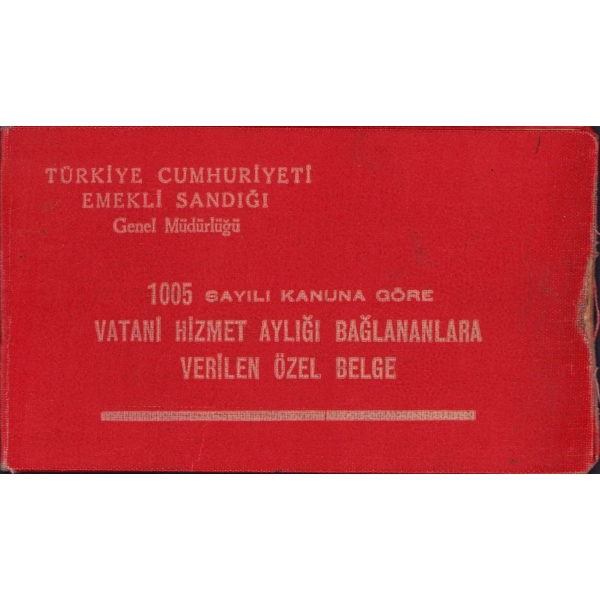 TÜRKİYE CUMHURİYETİ
EMEKLİ SANDIĞI
Genel Müdürlüğü
1005 SAYILI KANUNA GÖRE
VATANİ HİZMET AYLIĞI BAĞLANANLARA
VERİLEN ÖZEL BELGE